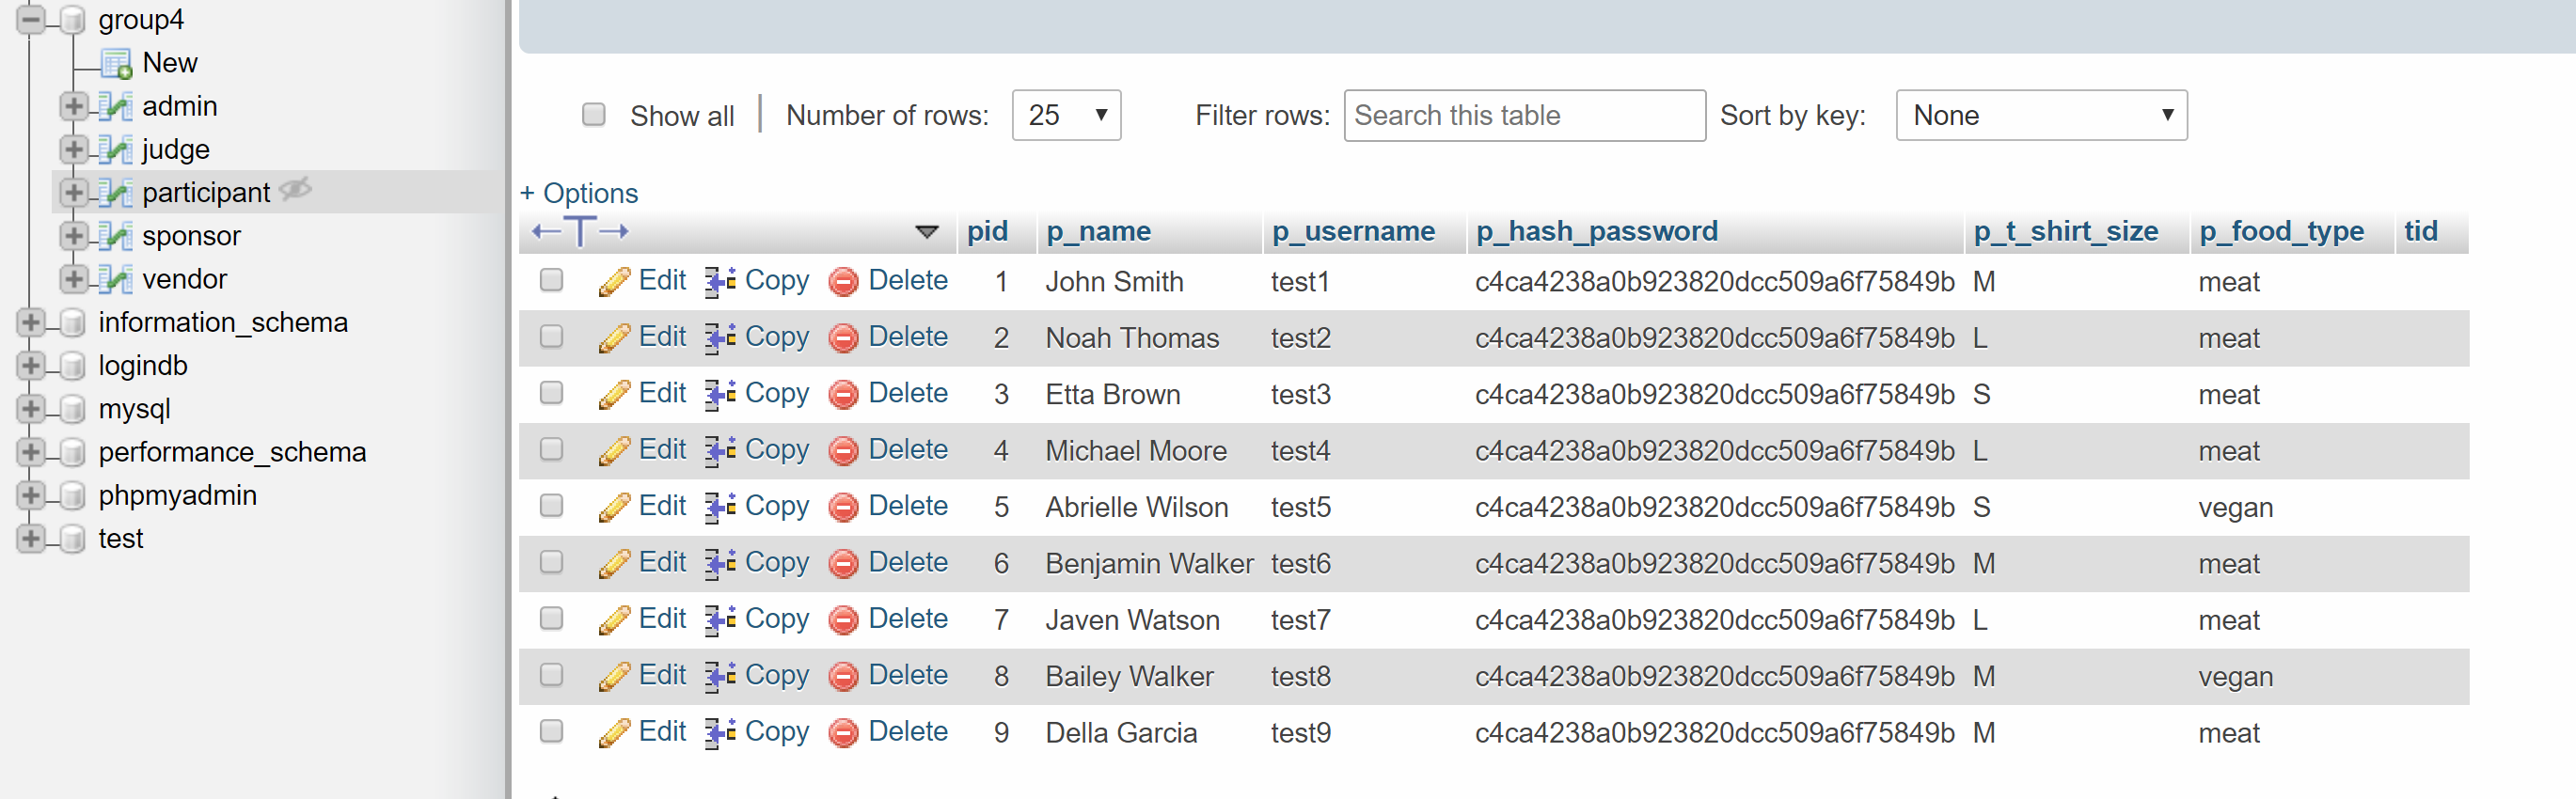 group4
New
admin
judge
participant
sponsor
vendor
information_schema
logindb
mysql
performance_schema
phpmyadmin
test
Show all | Number of rows: 25 Filter rows: Search this table Sort by key: None
+ Options
pid p_name p_username p_hash_password p_t_shirt_size p_food_type tid
Edit Copy Delete 1 John Smith test1 c4ca4238a0b923820dcc509a6f75849b M meat
Edit Copy Delete 2 Noah Thomas test2 c4ca4238a0b923820dcc509a6f75849b L meat
Edit Copy Delete 3 Etta Brown test3 c4ca4238a0b923820dcc509a6f75849b S meat
Edit Copy Delete 4 Michael Moore test4 c4ca4238a0b923820dcc509a6f75849b L meat
Edit Copy Delete 5 Abrielle Wilson test5 c4ca4238a0b923820dcc509a6f75849b S vegan
Edit Copy Delete 6 Benjamin Walker test6 c4ca4238a0b923820dcc509a6f75849b M meat
Edit Copy Delete 7 Javen Watson test7 c4ca4238a0b923820dcc509a6f75849b L meat
Edit Copy Delete 8 Bailey Walker test8 c4ca4238a0b923820dcc509a6f75849b M vegan
Edit Copy Delete 9 Della Garcia test9 c4ca4238a0b923820dcc509a6f75849b M meat